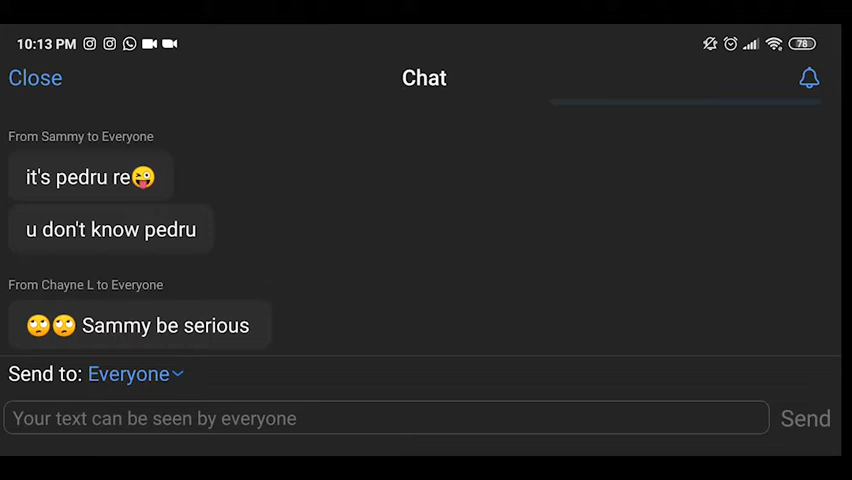 10:13 PM 78
Close Chat
From Sammy to Everyone
it's pedru re😜
u don't know pedru
From Chayne L to Everyone
🙄🙄 Sammy be serious
Send to: Everyone
Your text can be seen by everyone Send